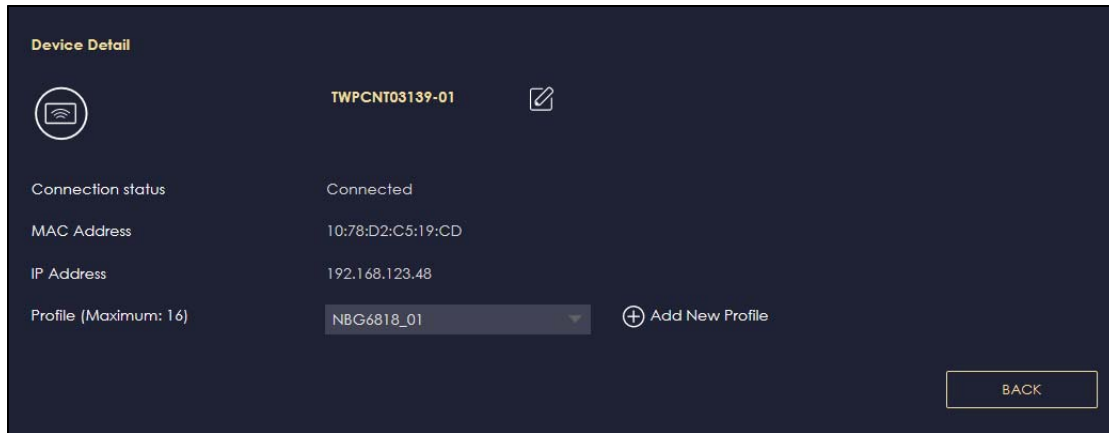 Device Detail
TWPCNT03139-01
Connection status Connected
MAC Address 10:78:D2:C5:19:CD
IP Address 192.168.123.48
Profile (Maximum: 16) NBG6818_01 Add New Profile
BACK